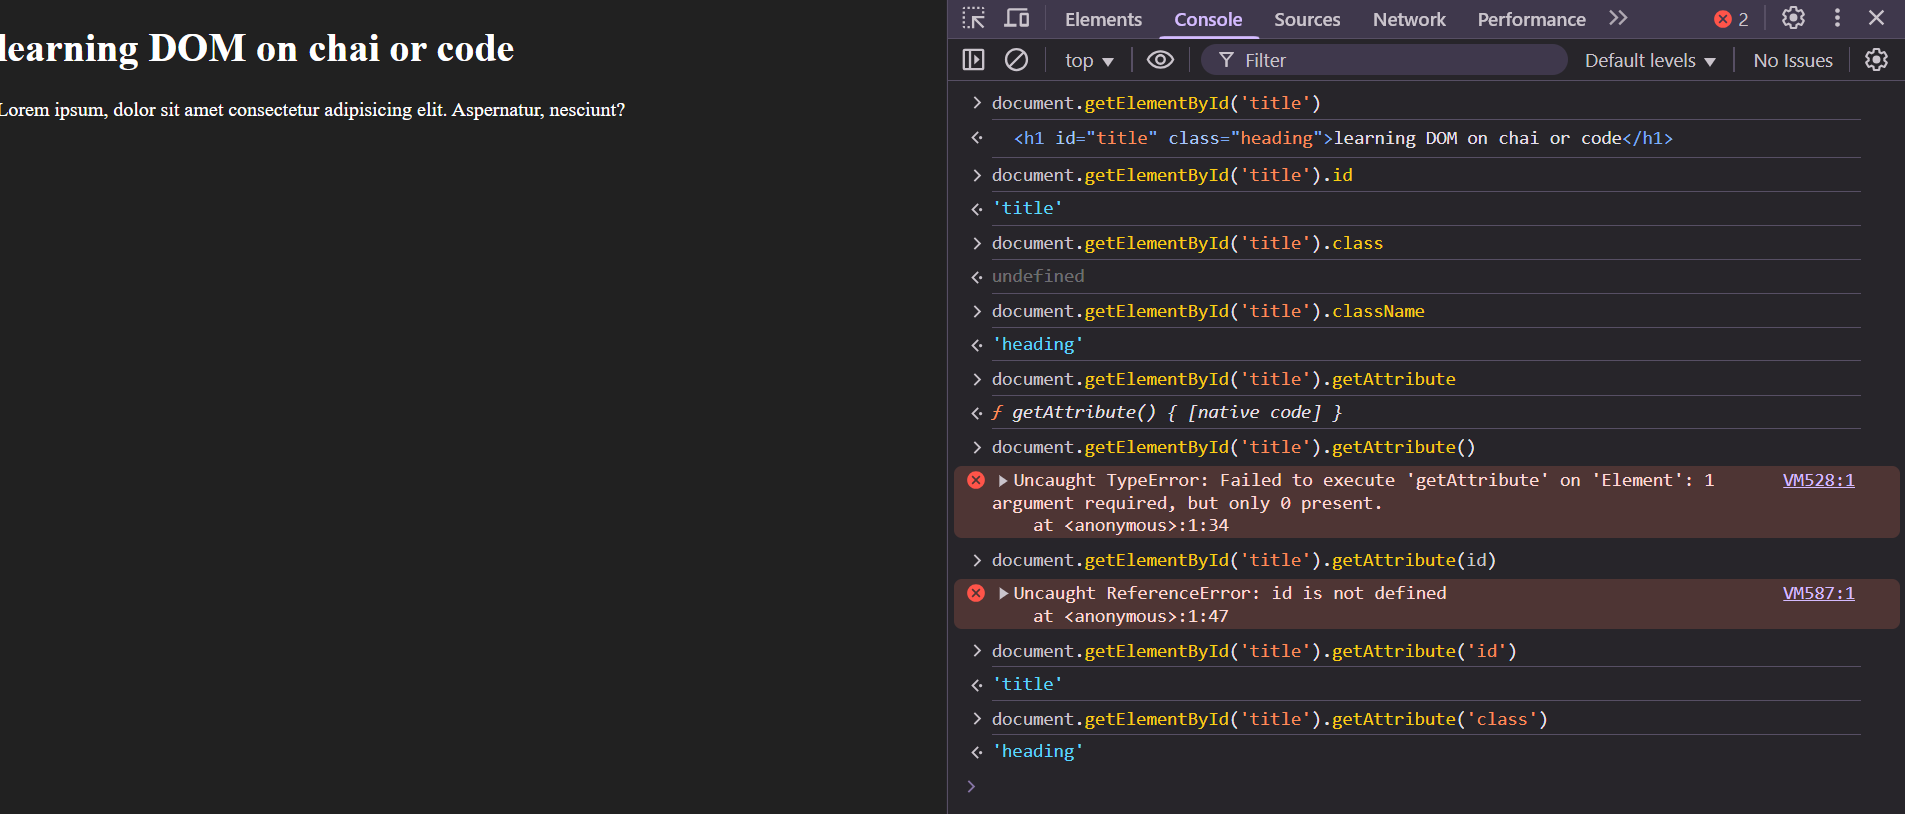 learning DOM on chai or code
Lorem ipsum, dolor sit amet consectetur adipisicing elit. Aspernatur, nesciunt?
Elements Console Sources Network Performance 2
top Filter Default levels No Issues
document.getElementById('title')
<h1 id="title" class="heading">learning DOM on chai or code</h1>
document.getElementById('title').id
'title'
document.getElementById('title').class
undefined
document.getElementById('title').className
'heading'
document.getElementById('title').getAttribute
ƒ getAttribute() { [native code] }
document.getElementById('title').getAttribute()
Uncaught TypeError: Failed to execute 'getAttribute' on 'Element': 1 VM528:1
argument required, but only 0 present.
at <anonymous>:1:34
document.getElementById('title').getAttribute(id)
Uncaught ReferenceError: id is not defined VM587:1
at <anonymous>:1:47
document.getElementById('title').getAttribute('id')
'title'
document.getElementById('title').getAttribute('class')
'heading'